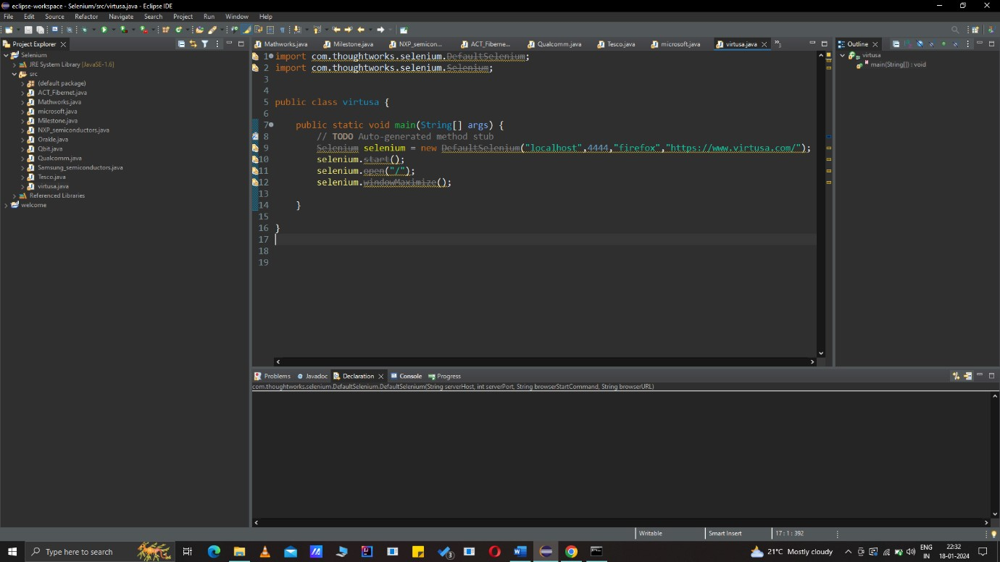 eclipse-workspace - Selenium/src/virtusa.java - Eclipse IDE
File Edit Source Refactor Navigate Search Project Run Window Help
Project Explorer
Selenium
JRE System Library [JavaSE-1.6]
src
(default package)
ACT_Fibernet.java
Mathworks.java
microsoft.java
Milestone.java
NXP_semiconductors.java
Orakle.java
Qbit.java
Qualcomm.java
Samsung_semiconductors.java
Tesco.java
virtusa.java
Referenced Libraries
welcome
Mathworks.java Milestone.java NXP_semicon... ACT_Fiberne... Qualcomm.java Tesco.java microsoft.java virtusa.java »3
1 import com.thoughtworks.selenium.DefaultSelenium;
2 import com.thoughtworks.selenium.Selenium;
3
4
5 public class virtusa {
6
7 public static void main(String[] args) {
8 // TODO Auto-generated method stub
9 Selenium selenium = new DefaultSelenium("localhost",4444,"firefox","https://www.virtusa.com/");
10 selenium.start();
11 selenium.open("/");
12 selenium.windowMaximize();
13
14 }
15
16 }
17
18
19
Outline
virtusa
main(String[]) : void
Problems Javadoc Declaration Console Progress
com.thoughtworks.selenium.DefaultSelenium.DefaultSelenium(String serverHost, int serverPort, String browserStartCommand, String browserURL)
Writable Smart Insert 17 : 1 : 392
Type here to search
3
21°C Mostly cloudy
ENG
IN
22:32
18-01-2024